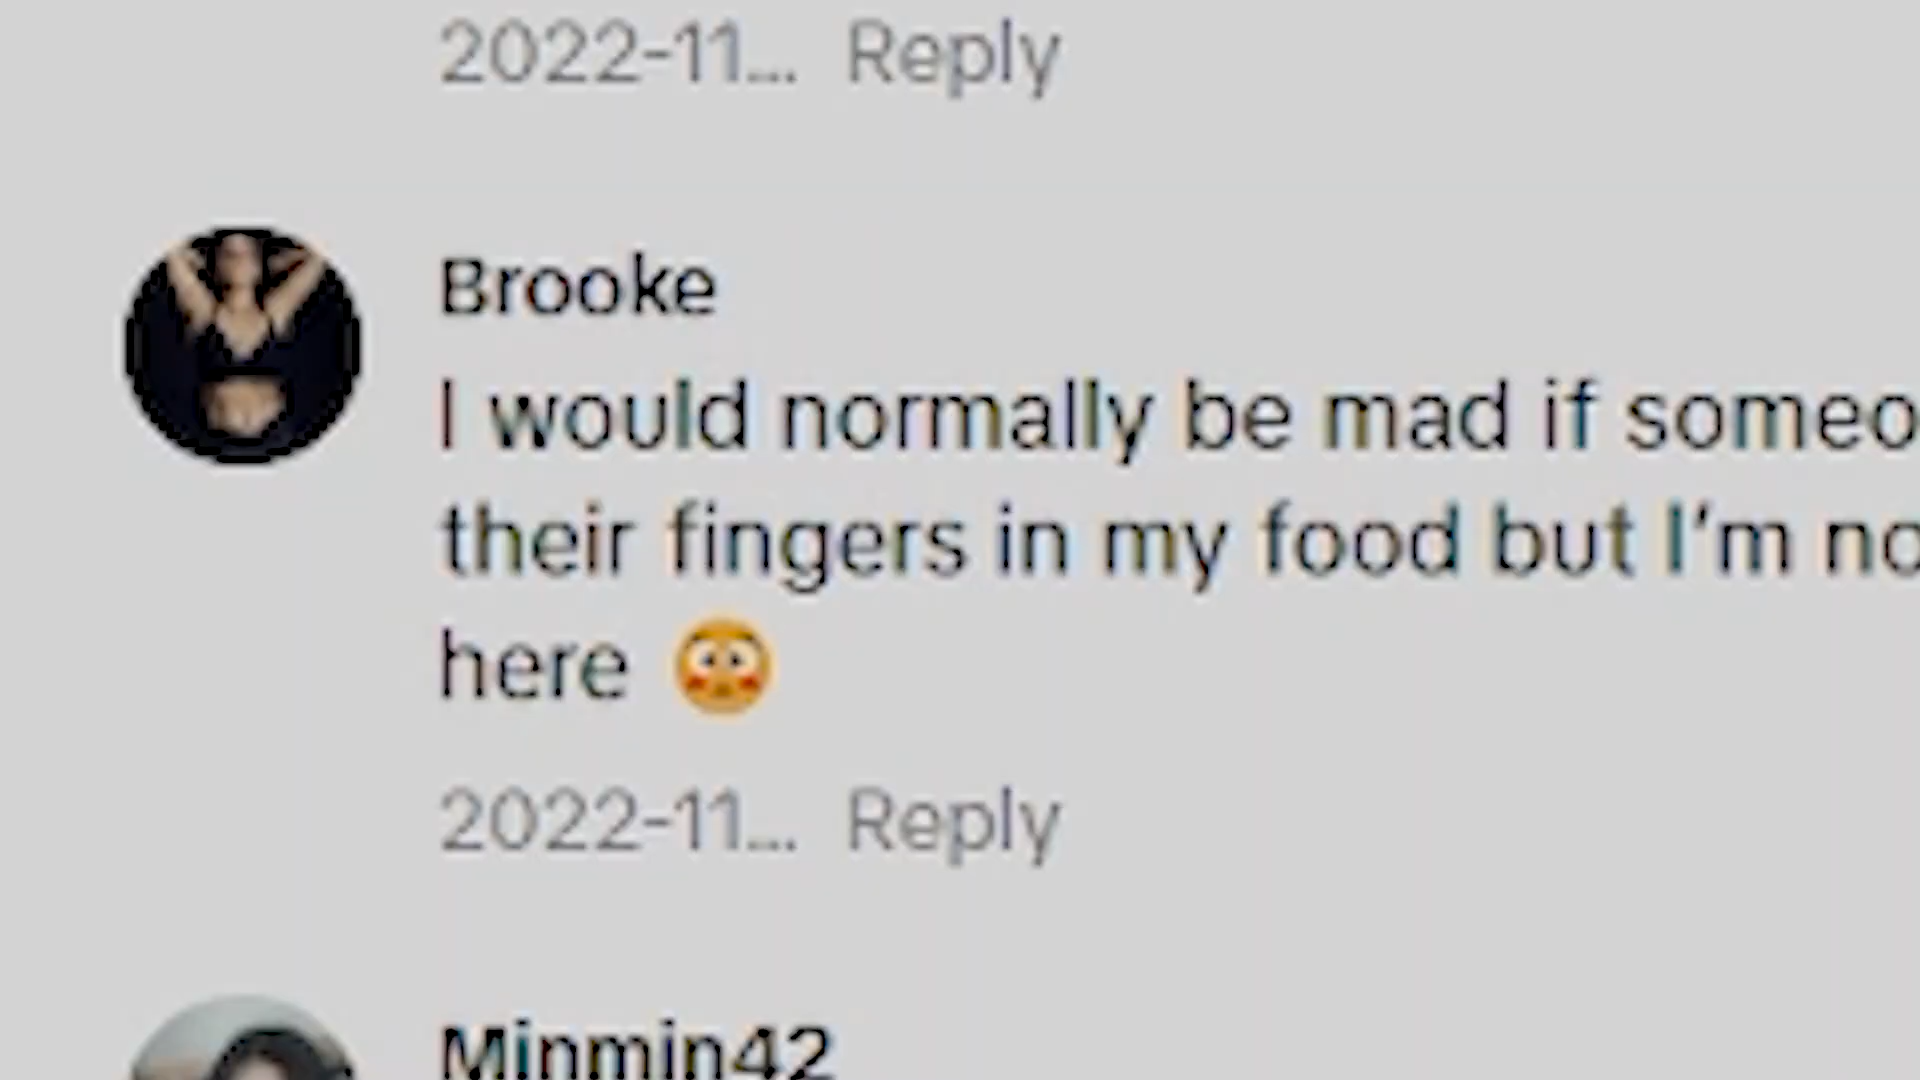 2022-11... Reply
Brooke
I would normally be mad if someo
their fingers in my food but I'm no
here 😳
2022-11... Reply
Minmin42